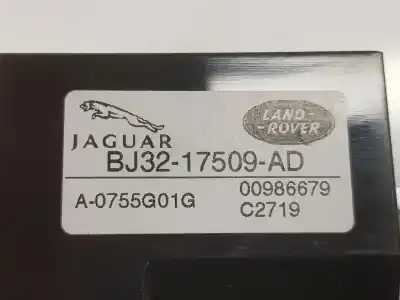 JAGUAR
LAND-
-ROVER
BJ32-17509-AD
A-0755G01G
00986679
C2719